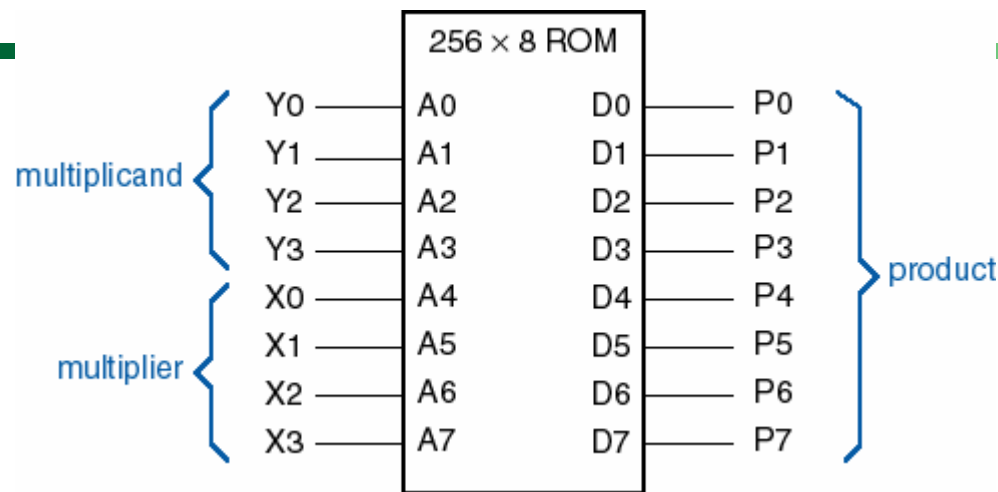 256 × 8 ROM
Y0 A0 D0 P0
Y1 A1 D1 P1
multiplicand
Y2 A2 D2 P2
Y3 A3 D3 P3
product
X0 A4 D4 P4
X1 A5 D5 P5
multiplier
X2 A6 D6 P6
X3 A7 D7 P7